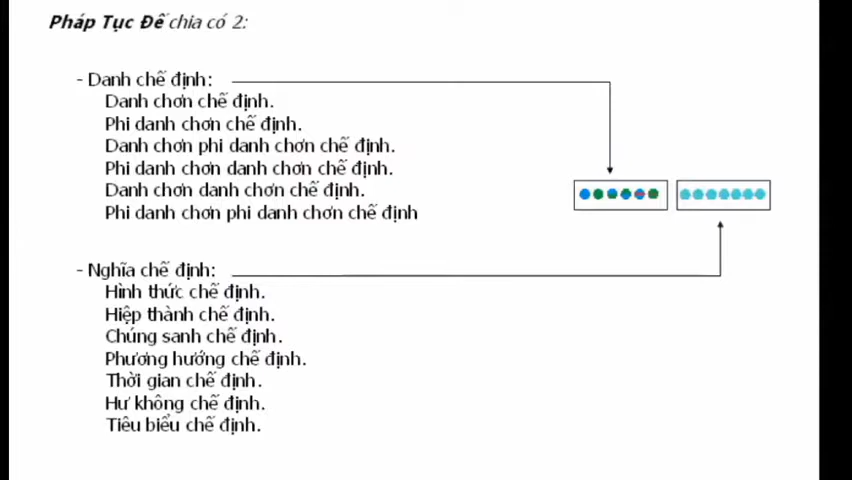 Pháp Tục Đế chia có 2:
- Danh chế định:
Danh chơn chế định.
Phi danh chơn chế định.
Danh chơn phi danh chơn chế định.
Phi danh chơn danh chơn chế định.
Danh chơn danh chơn chế định.
Phi danh chơn phi danh chơn chế định
- Nghĩa chế định:
Hình thức chế định.
Hiệp thành chế định.
Chúng sanh chế định.
Phương hướng chế định.
Thời gian chế định.
Hư không chế định.
Tiêu biểu chế định.